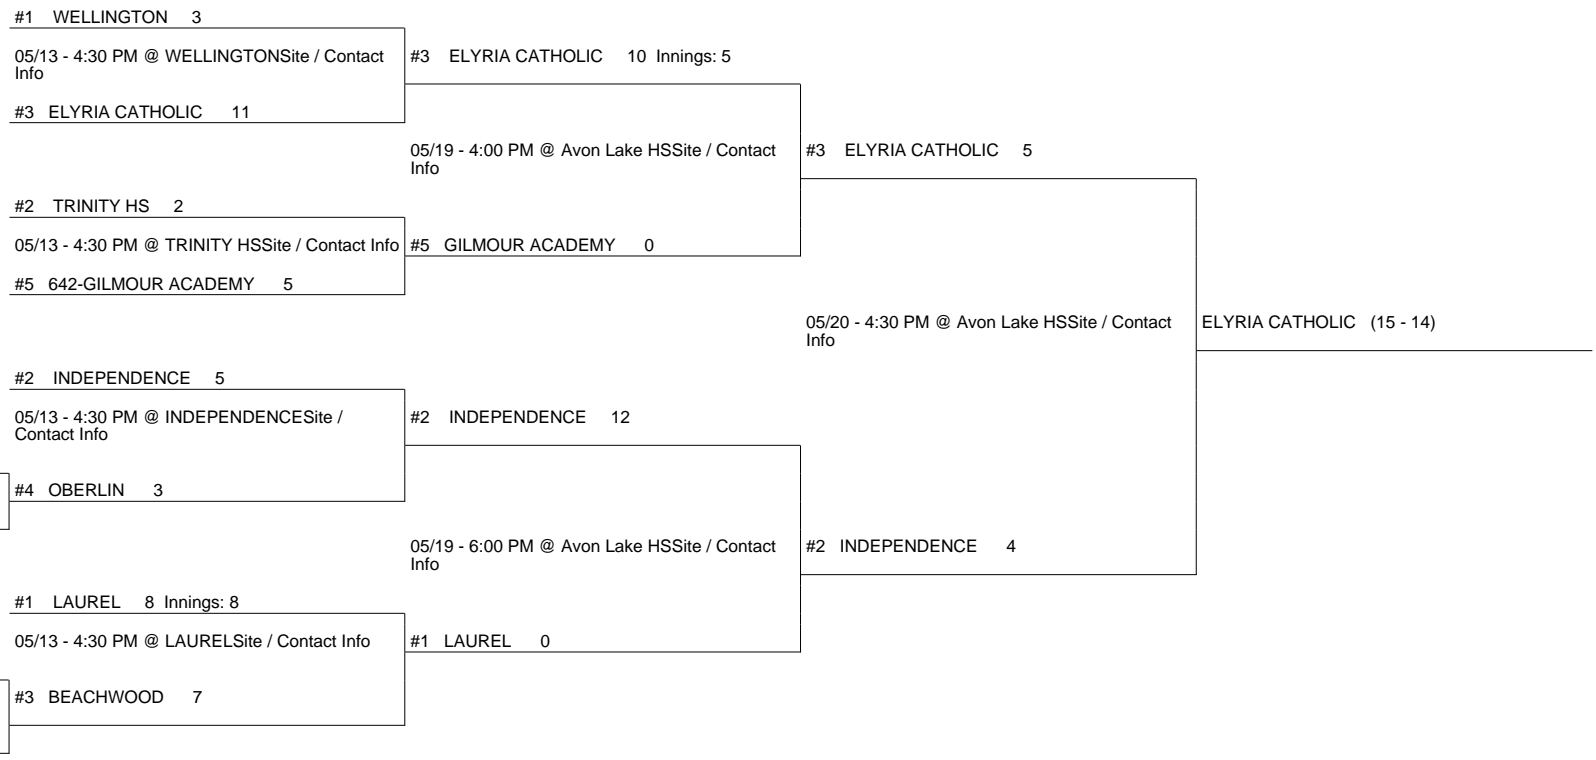 #1 WELLINGTON 3
05/13 - 4:30 PM @ WELLINGTONSite / Contact
Info
#3 ELYRIA CATHOLIC 11
#3 ELYRIA CATHOLIC 10 Innings: 5
05/19 - 4:00 PM @ Avon Lake HSSite / Contact
Info
#3 ELYRIA CATHOLIC 5
#2 TRINITY HS 2
05/13 - 4:30 PM @ TRINITY HSSite / Contact Info
#5 642-GILMOUR ACADEMY 5
#5 GILMOUR ACADEMY 0
05/20 - 4:30 PM @ Avon Lake HSSite / Contact
Info
ELYRIA CATHOLIC (15 - 14)
#2 INDEPENDENCE 5
05/13 - 4:30 PM @ INDEPENDENCESite /
Contact Info
#4 OBERLIN 3
#2 INDEPENDENCE 12
05/19 - 6:00 PM @ Avon Lake HSSite / Contact
Info
#2 INDEPENDENCE 4
#1 LAUREL 8 Innings: 8
05/13 - 4:30 PM @ LAURELSite / Contact Info
#3 BEACHWOOD 7
#1 LAUREL 0